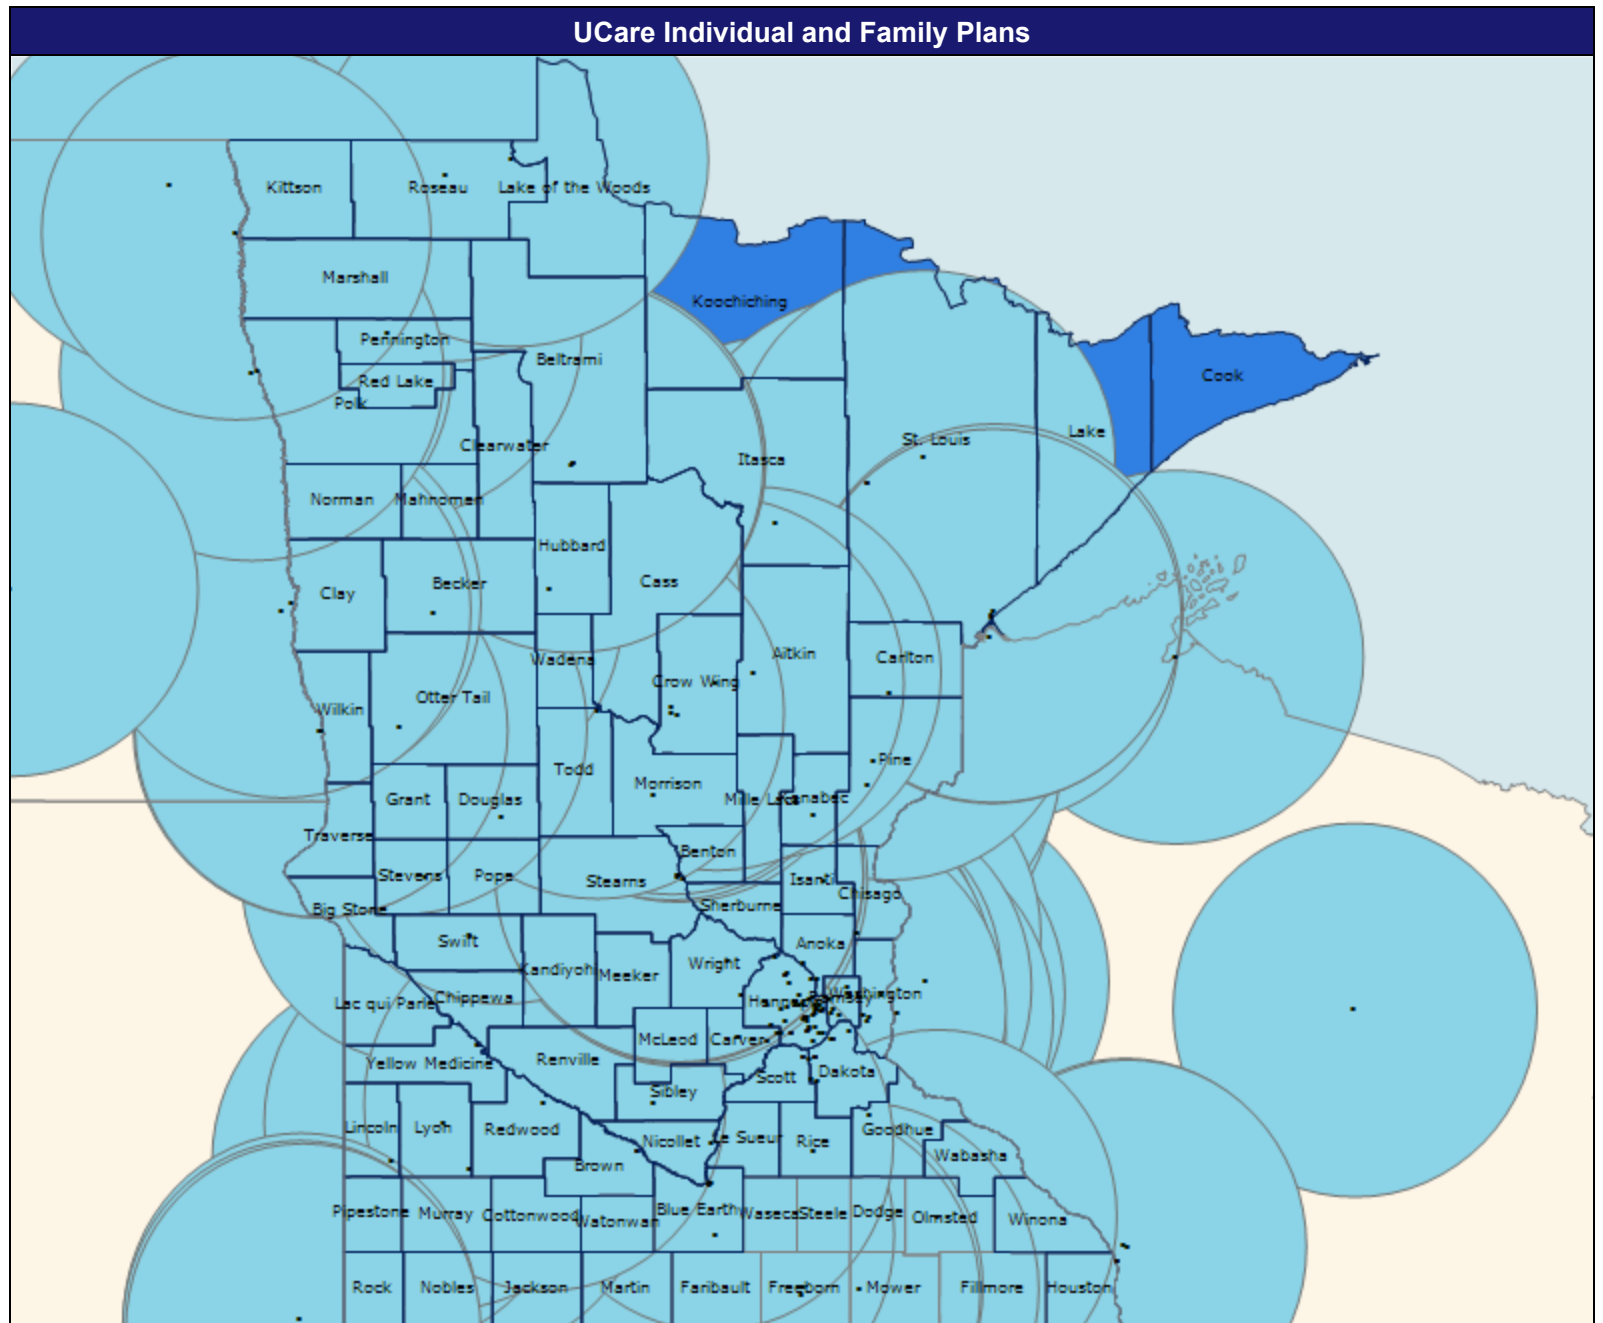 UCare Individual and Family Plans
Kittson
Roseau
Lake of the Woods
Marshall
Koochiching
Pennington
Beltrami
Red Lake
Polk
Cook
Clearwater
St. Louis
Lake
Itasca
Norman
Mahnomen
Hubbard
Cass
Clay
Becker
Wadena
Aitkin
Carlton
Crow Wing
Otter Tail
Wilkin
Todd
Morrison
Pine
Grant
Douglas
Mille Lacs
Kanabec
Traverse
Benton
Stevens
Pope
Stearns
Isanti
Chisago
Big Stone
Sherburne
Swift
Anoka
Kandiyohi
Meeker
Wright
Lac qui Parle
Chippewa
Hennepin
Ramsey
Washington
McLeod
Carver
Yellow Medicine
Renville
Scott
Dakota
Sibley
Lincoln
Lyon
Redwood
Nicollet
Le Sueur
Rice
Goodhue
Brown
Wabasha
Pipestone
Murray
Cottonwood
Watonwan
Blue Earth
Waseca
Steele
Dodge
Olmsted
Winona
Rock
Nobles
Jackson
Martin
Faribault
Freeborn
Mower
Fillmore
Houston